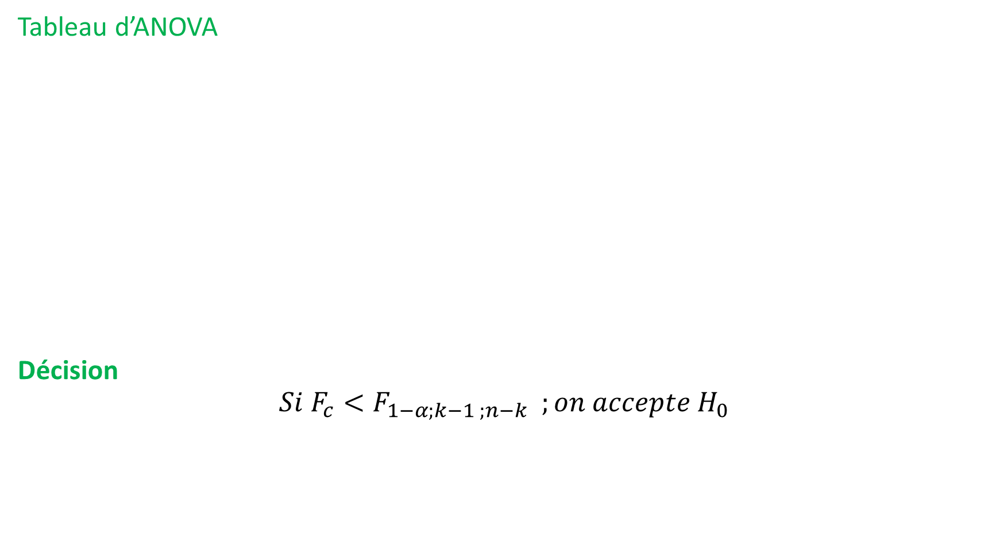 Tableau d’ANOVA
Décision
Si F_c < F_{1−α;k−1 ;n−k} ; on accepte H_0